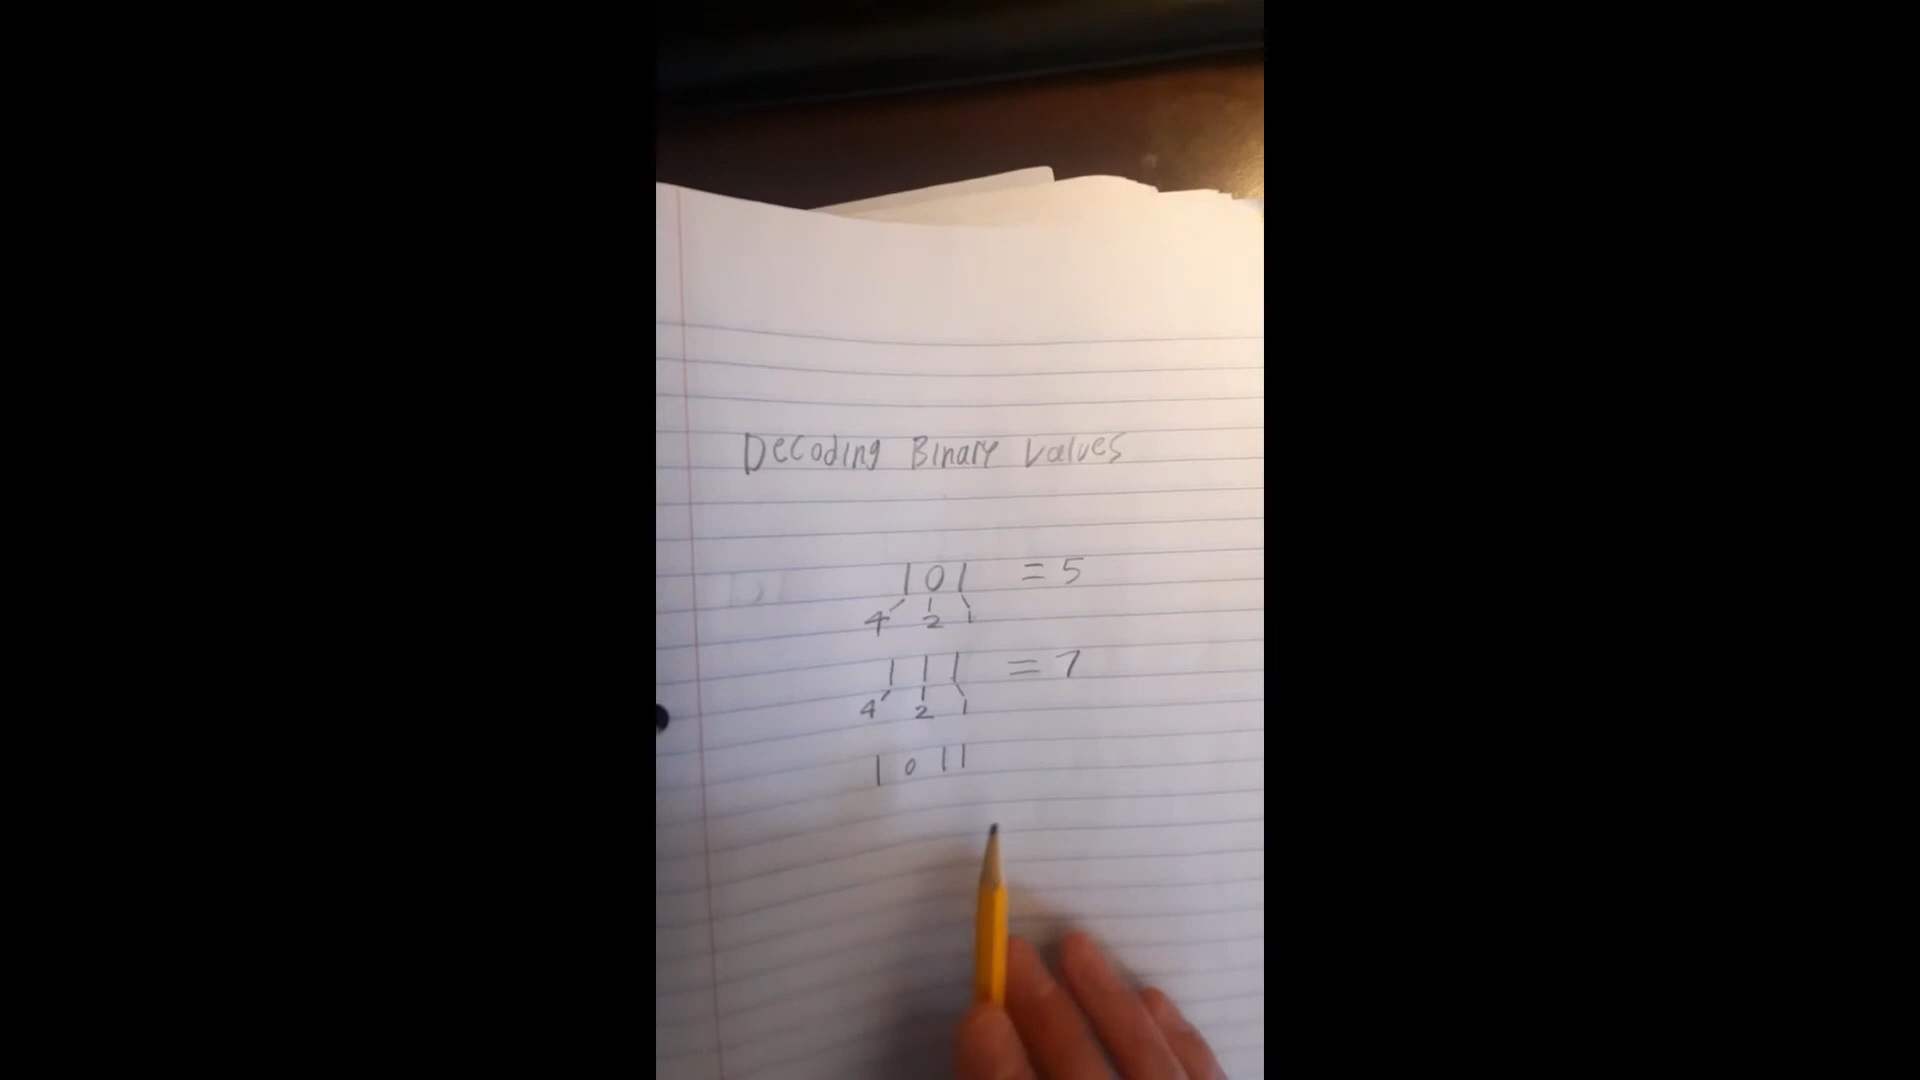 Decoding Binary Values
101 = 5
4 2 1
111 = 7
4 2 1
1011